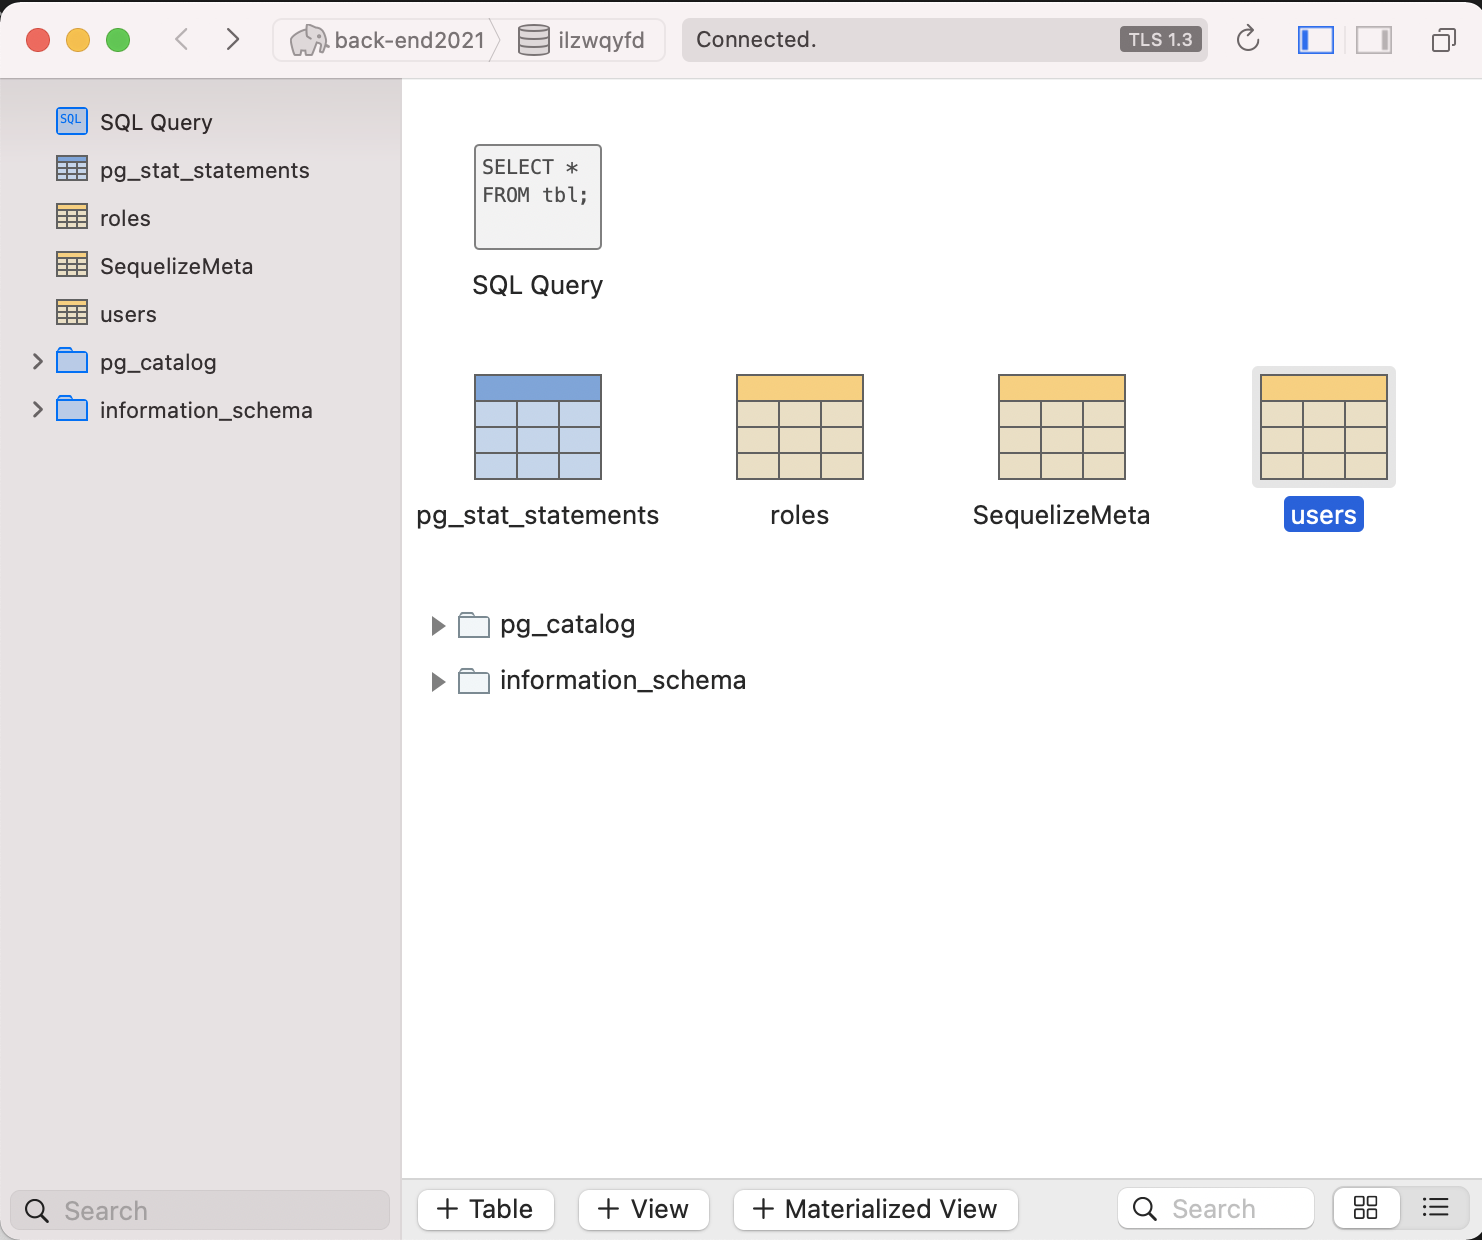 back-end2021
ilzwqyfd
Connected.
TLS 1.3
SQL
SQL Query
pg_stat_statements
roles
SequelizeMeta
users
pg_catalog
information_schema
Search
SELECT *
FROM tbl;
SQL Query
pg_stat_statements
roles
SequelizeMeta
users
pg_catalog
information_schema
+ Table
+ View
+ Materialized View
Search